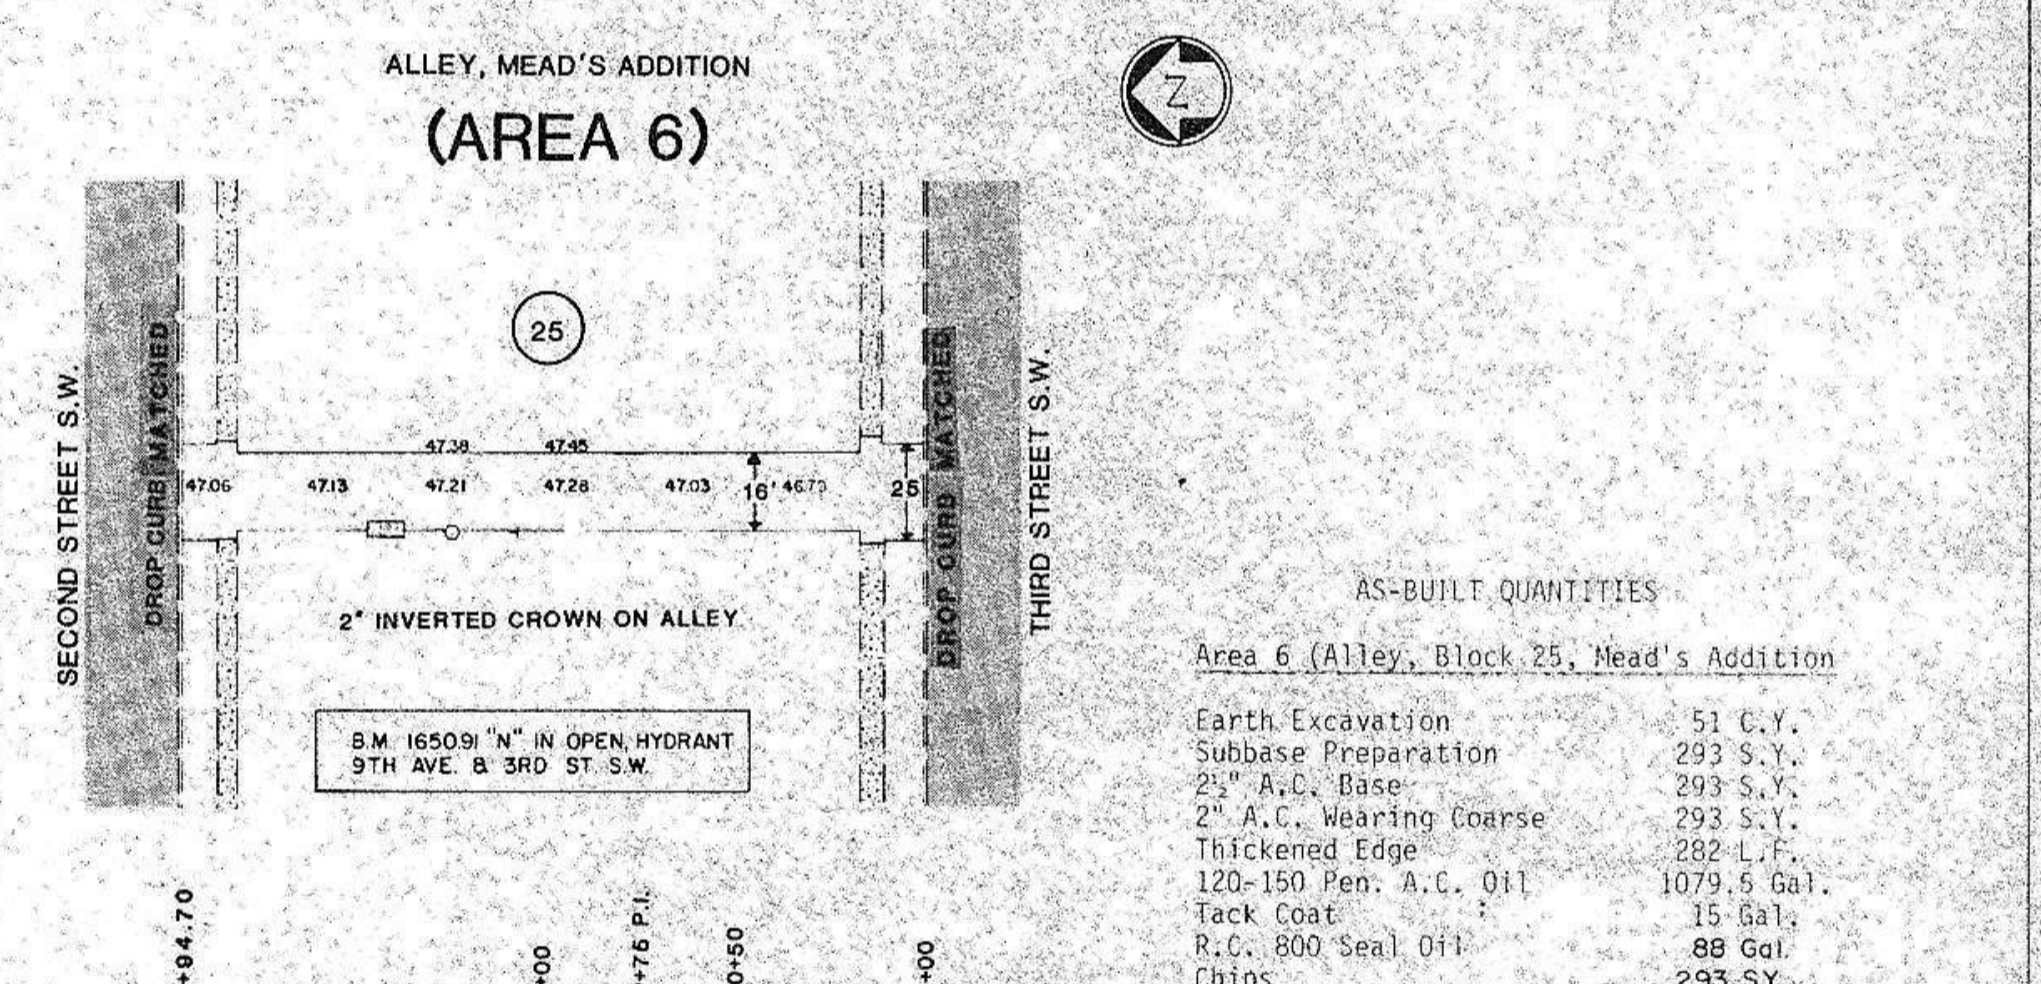 ALLEY, MEAD'S ADDITION
(AREA 6)
Z
SECOND STREET S.W.
DROP CURB MATCHED
25
47.38 47.45
47.06 47.13 47.21 47.28 47.03 16' 46.73 25
DROP CURB MATCHED
THIRD STREET S.W.
2" INVERTED CROWN ON ALLEY
B.M. 1650.91 "N" IN OPEN, HYDRANT
9TH AVE. & 3RD ST. S.W.
+94.70
+00
+76 P.I.
0+50
+00
AS-BUILT QUANTITIES
Area 6 (Alley, Block 25, Mead's Addition
Earth Excavation 51 C.Y.
Subbase Preparation 293 S.Y.
2½" A.C. Base 293 S.Y.
2" A.C. Wearing Coarse 293 S.Y.
Thickened Edge 282 L.F.
120-150 Pen. A.C. Oil 1079.5 Gal.
Tack Coat 15 Gal.
R.C. 800 Seal Oil 88 Gal.
Chips 293 S.Y.